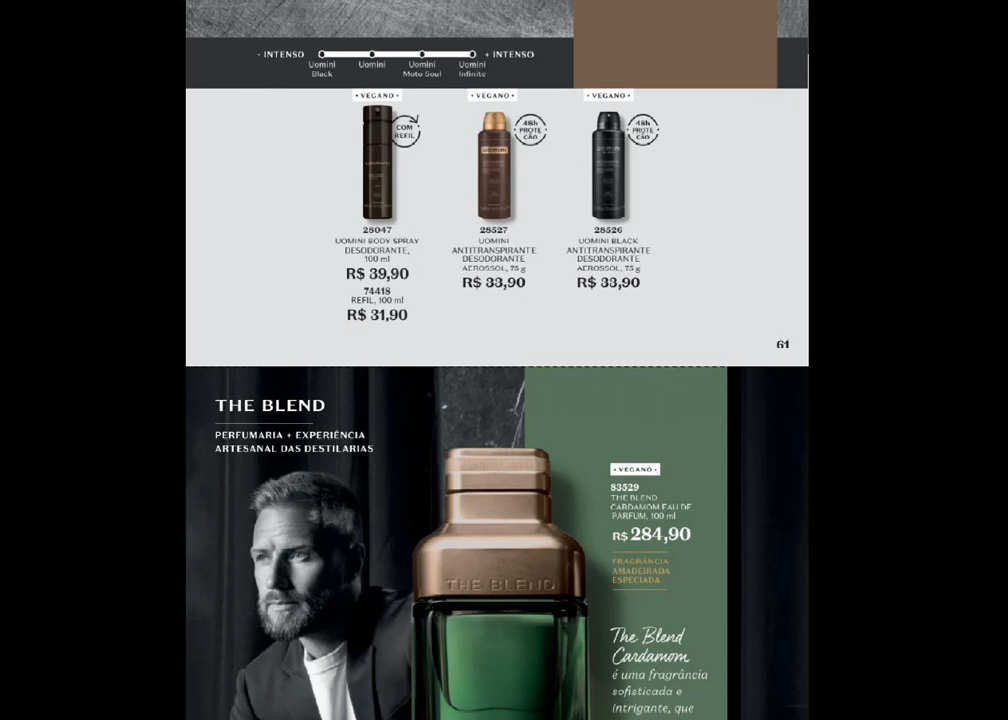 - INTENSO
+ INTENSO
Uomini Black
Uomini
Uomini Moto Soul
Uomini Infinito
• VEGANO •
COM
REFIL
28047
UOMINI BODY SPRAY
DESODORANTE,
100 ml
R$ 39,90
74418
REFIL, 100 ml
R$ 31,90
• VEGANO •
48h
PROTE
ÇÃO
28527
UOMINI
ANTITRANSPIRANTE
DESODORANTE
AEROSSOL, 75 g
R$ 33,90
• VEGANO •
48h
PROTE
ÇÃO
28526
UOMINI BLACK
ANTITRANSPIRANTE
DESODORANTE
AEROSSOL, 75 g
R$ 33,90
61
THE BLEND
PERFUMARIA + EXPERIÊNCIA
ARTESANAL DAS DESTILARIAS
THE BLEND
• VEGANO •
83529
THE BLEND
CARDAMOM EAU DE
PARFUM, 100 ml
R$ 284,90
FRAGRÂNCIA
AMADEIRADA
ESPECIADA
The Blend
Cardamom
é uma fragrância
sofisticada e
intrigante, que